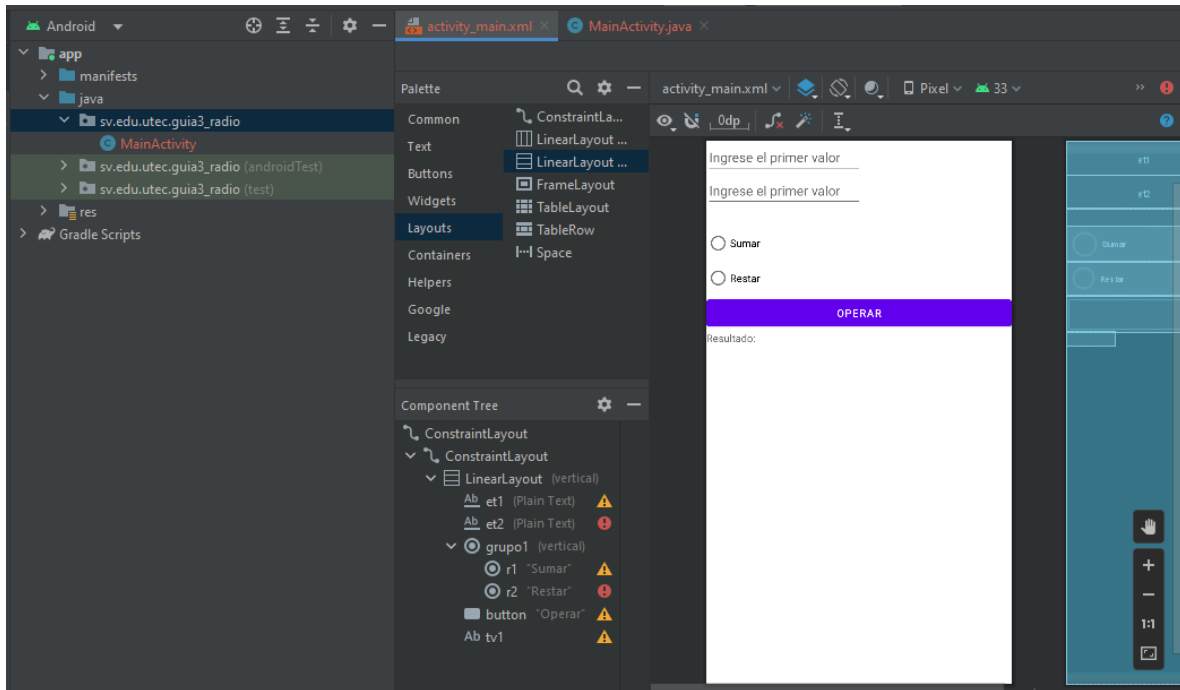 Android
activity_main.xml
MainActivity.java
app
manifests
java
sv.edu.utec.guia3_radio
MainActivity
sv.edu.utec.guia3_radio (androidTest)
sv.edu.utec.guia3_radio (test)
res
Gradle Scripts
Palette
Common
Text
Buttons
Widgets
Layouts
Containers
Helpers
Google
Legacy
ConstraintLa...
LinearLayout ...
LinearLayout ...
FrameLayout
TableLayout
TableRow
Space
Component Tree
ConstraintLayout
ConstraintLayout
LinearLayout (vertical)
Ab et1 (Plain Text)
Ab et2 (Plain Text)
grupo1 (vertical)
r1 "Sumar"
r2 "Restar"
button "Operar"
Ab tv1
activity_main.xml
Pixel
33
0dp
Ingrese el primer valor
Ingrese el primer valor
Sumar
Restar
OPERAR
Resultado:
et1
et2
Sumar
Restar
1:1